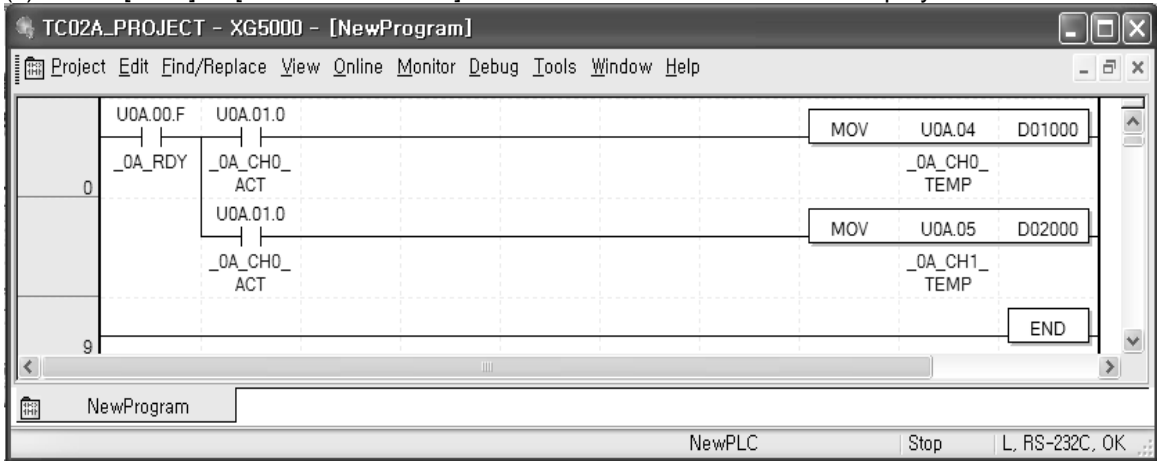 TC02A_PROJECT - XG5000 - [NewProgram]
Project Edit Find/Replace View Online Monitor Debug Tools Window Help
U0A.00.F U0A.01.0
MOV U0A.04 D01000
_0A_RDY _0A_CH0_ _0A_CH0_
0 ACT TEMP
U0A.01.0
MOV U0A.05 D02000
_0A_CH0_ _0A_CH1_
ACT TEMP
END
9
NewProgram
NewPLC Stop L, RS-232C, OK